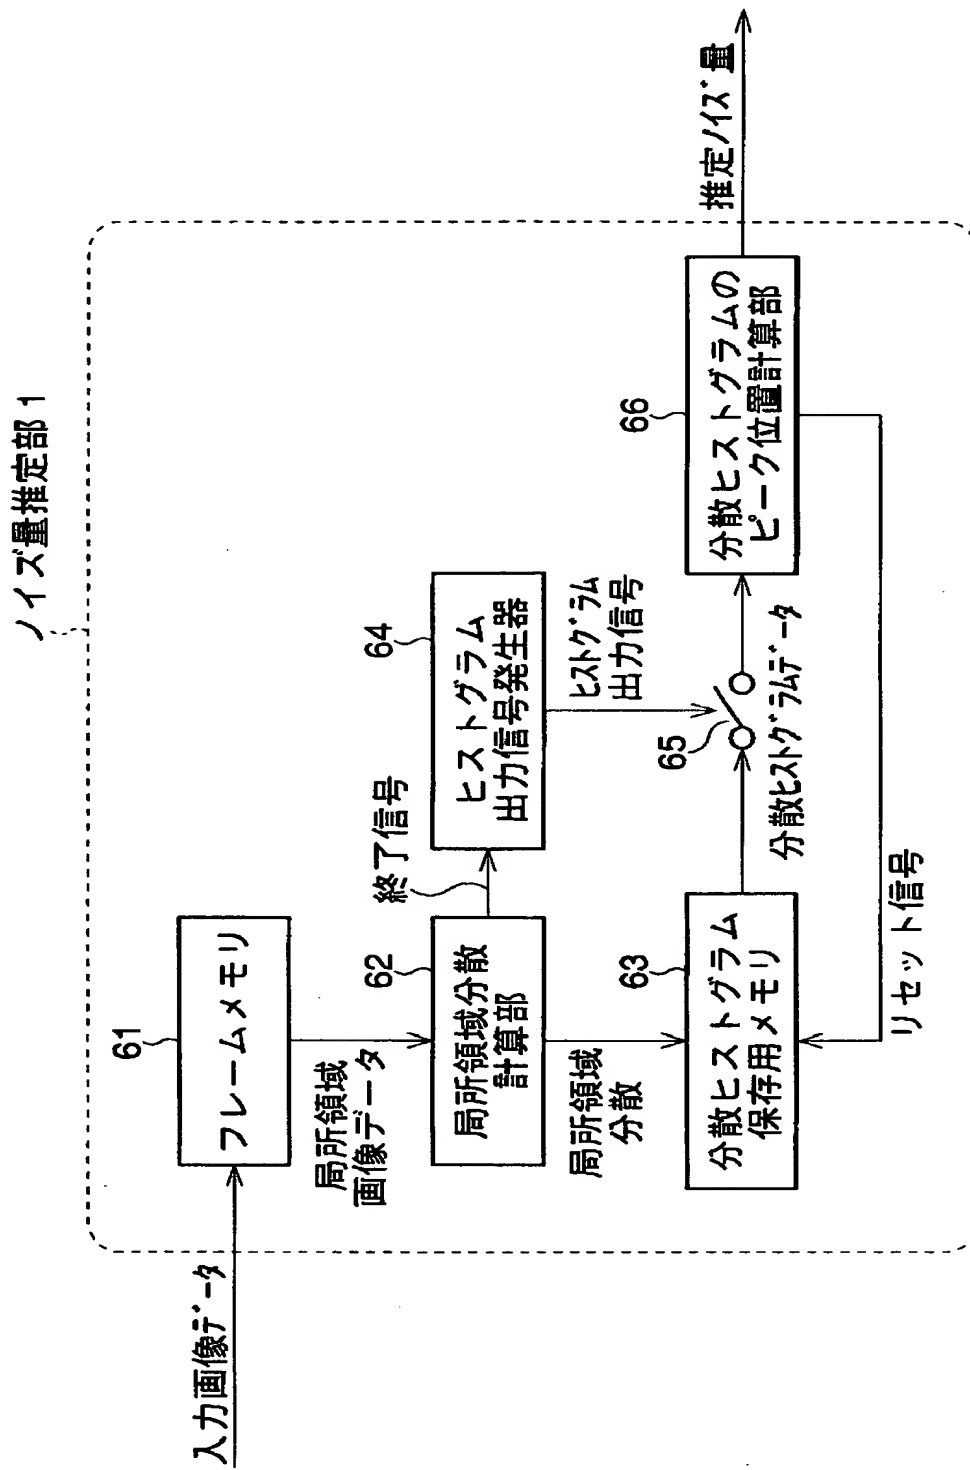 ノイズ量推定部1
入力画像データ
61
フレームメモリ
局所領域
画像データ
62
局所領域分散
計算部
終了信号
64
ヒストグラム
出力信号発生器
局所領域
分散
ヒストグラム
出力信号
63
分散ヒストグラム
保存用メモリ
65
分散ヒストグラムデータ
66
分散ヒストグラムの
ピーク位置計算部
推定ノイズ量
リセット信号